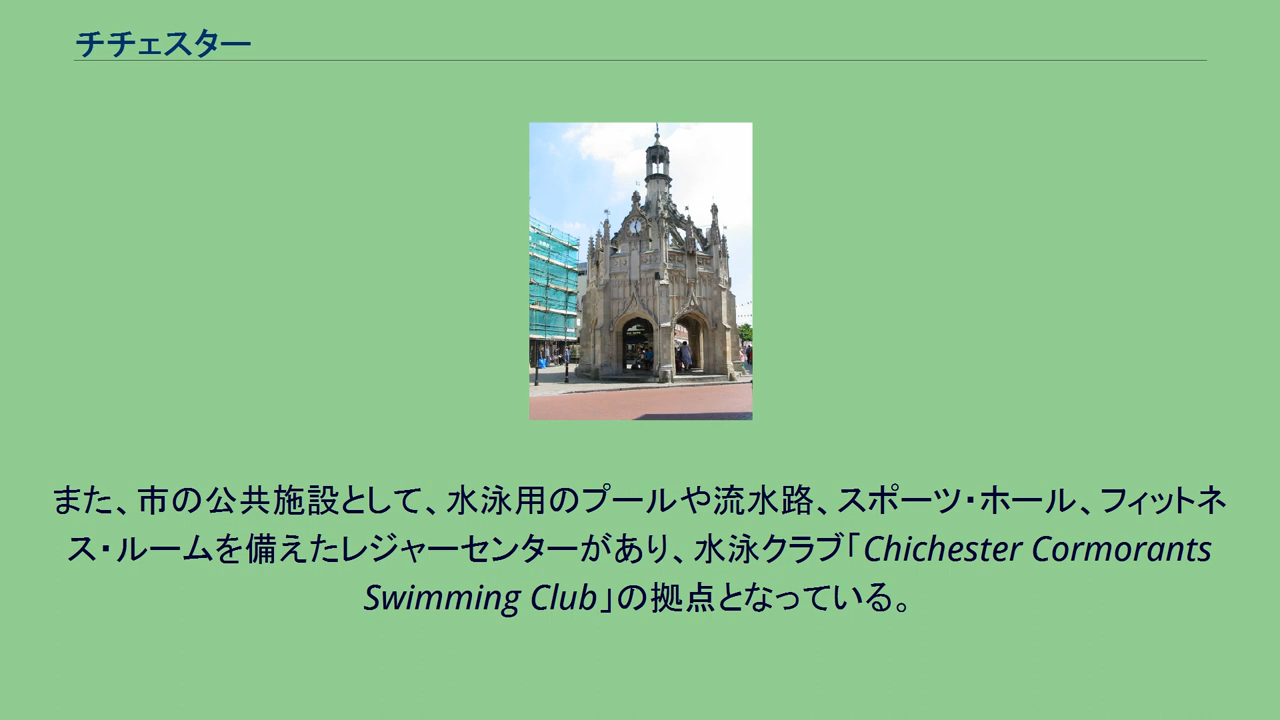 チチェスター
また、市の公共施設として、水泳用のプールや流水路、スポーツ・ホール、フィットネ
ス・ルームを備えたレジャーセンターがあり、水泳クラブ「Chichester Cormorants
Swimming Club」の拠点となっている。